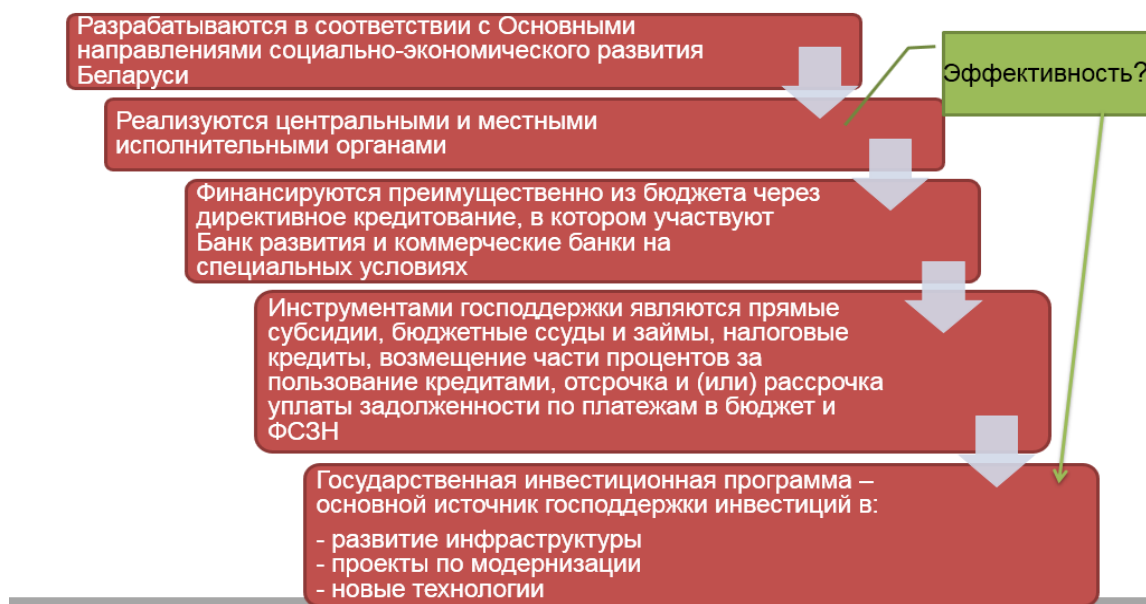 Разрабатываются в соответствии с Основными
направлениями социально-экономического развития
Беларуси
Эффективность?
Реализуются центральными и местными
исполнительными органами
Финансируются преимущественно из бюджета через
директивное кредитование, в котором участвуют
Банк развития и коммерческие банки на
специальных условиях
Инструментами господдержки являются прямые
субсидии, бюджетные ссуды и займы, налоговые
кредиты, возмещение части процентов за
пользование кредитами, отсрочка и (или) рассрочка
уплаты задолженности по платежам в бюджет и
ФСЗН
Государственная инвестиционная программа –
основной источник господдержки инвестиций в:
- развитие инфраструктуры
- проекты по модернизации
- новые технологии